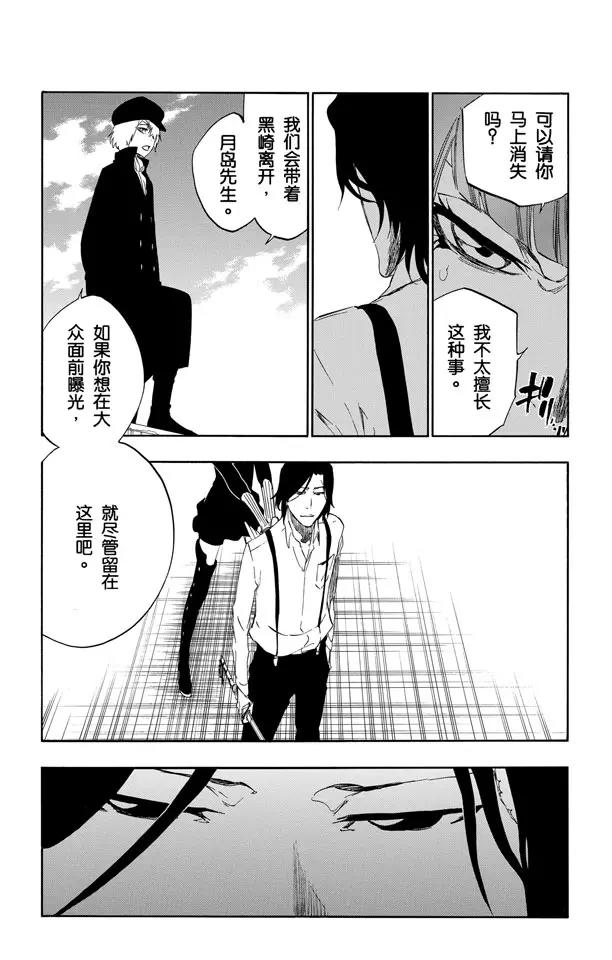 可以请你
马上消失
吗？
我不太擅长
这种事。
我们会带着
黑崎离开，
月岛先生。
如果你想在大
众面前曝光，
就尽管留在
这里吧。